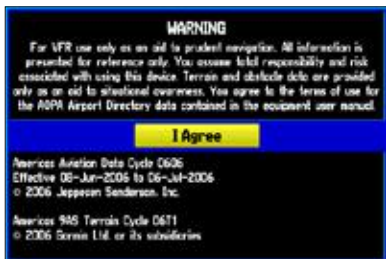 WARNING
For VFR use only as an aid to prudent navigation. All information is
presented for reference only. You assume total responsibility and risk
associated with using this device. Terrain and obstacle data are provided
only as an aid to situational awareness. You agree to the terms of use for
the AOPA Airport Directory data contained in the equipment user manual.
I Agree
Americas Aviation Data Cycle 0606
Effective 08-Jun-2006 to 06-Jul-2006
© 2006 Jeppesen Sanderson, Inc.
Americas 9AS Terrain Cycle 06T1
© 2006 Garmin Ltd. or its subsidiaries